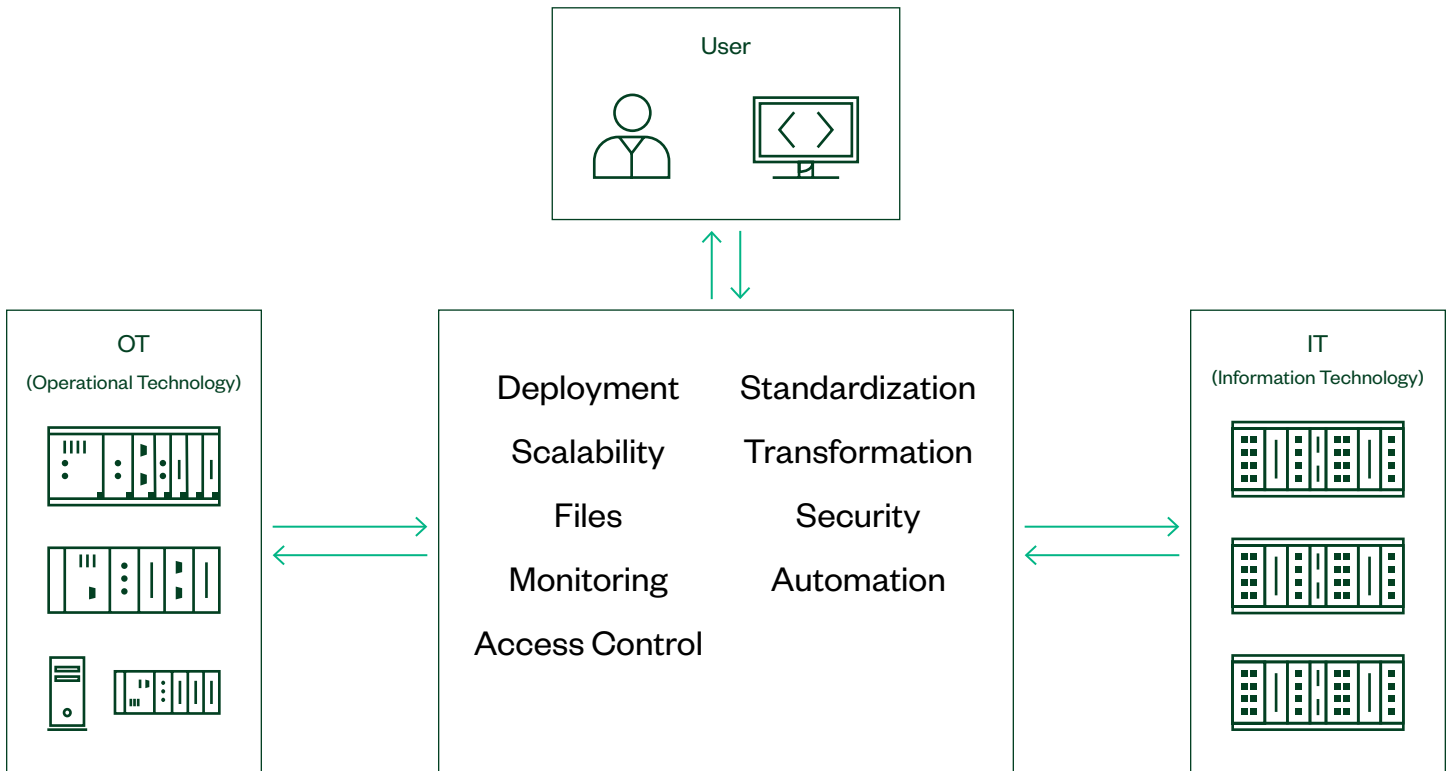 User
OT
(Operational Technology)
Deployment
Scalability
Files
Monitoring
Access Control
Standardization
Transformation
Security
Automation
IT
(Information Technology)